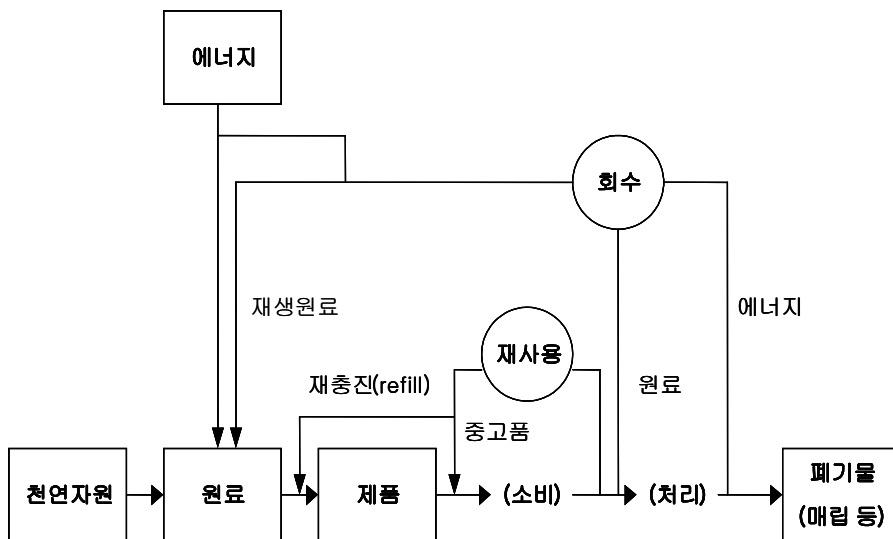 에너지
회수
재생원료
에너지
재사용
재충진(refill)
원료
중고품
천연자원
원료
제품
(소비)
(처리)
폐기물
(매립 등)